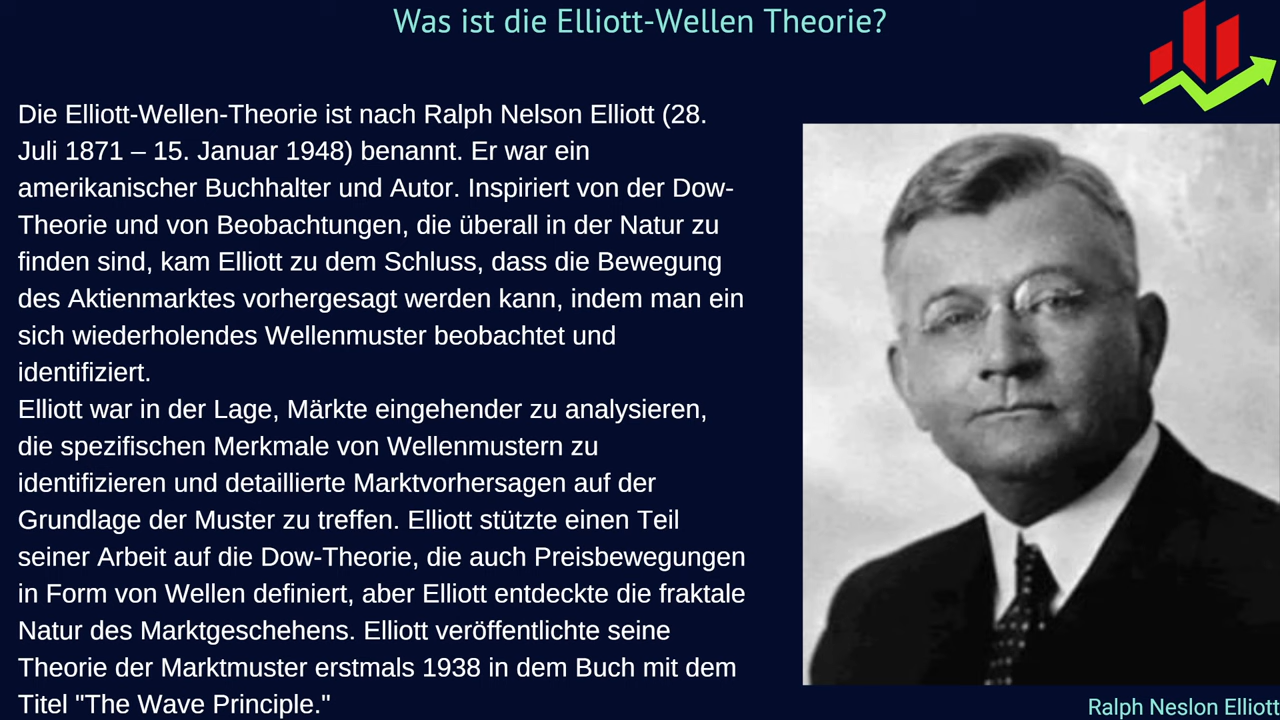 Was ist die Elliott-Wellen Theorie?
Die Elliott-Wellen-Theorie ist nach Ralph Nelson Elliott (28.
Juli 1871 – 15. Januar 1948) benannt. Er war ein
amerikanischer Buchhalter und Autor. Inspiriert von der Dow-
Theorie und von Beobachtungen, die überall in der Natur zu
finden sind, kam Elliott zu dem Schluss, dass die Bewegung
des Aktienmarktes vorhergesagt werden kann, indem man ein
sich wiederholendes Wellenmuster beobachtet und
identifiziert.
Elliott war in der Lage, Märkte eingehender zu analysieren,
die spezifischen Merkmale von Wellenmustern zu
identifizieren und detaillierte Marktvorhersagen auf der
Grundlage der Muster zu treffen. Elliott stützte einen Teil
seiner Arbeit auf die Dow-Theorie, die auch Preisbewegungen
in Form von Wellen definiert, aber Elliott entdeckte die fraktale
Natur des Marktgeschehens. Elliott veröffentlichte seine
Theorie der Marktmuster erstmals 1938 in dem Buch mit dem
Titel "The Wave Principle."
Ralph Neslon Elliott